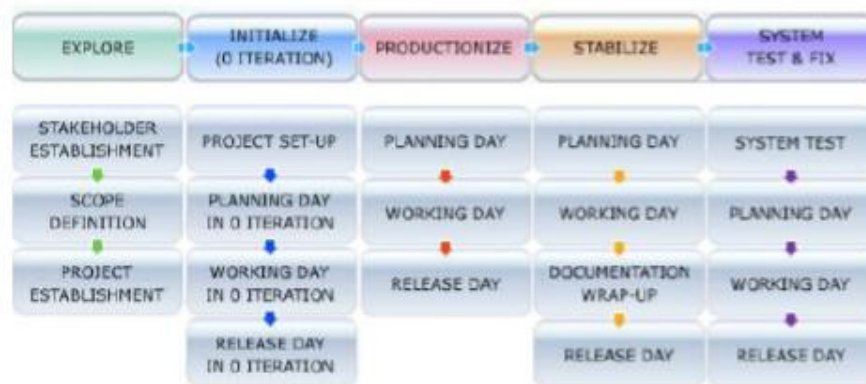 EXPLORE
INITIALIZE
(0 ITERATION)
PRODUCTIONIZE
STABILIZE
SYSTEM
TEST & FIX
STAKEHOLDER
ESTABLISHMENT
SCOPE
DEFINITION
PROJECT
ESTABLISHMENT
PROJECT SET-UP
PLANNING DAY
IN 0 ITERATION
WORKING DAY
IN 0 ITERATION
RELEASE DAY
IN 0 ITERATION
PLANNING DAY
WORKING DAY
RELEASE DAY
PLANNING DAY
WORKING DAY
DOCUMENTATION
WRAP-UP
RELEASE DAY
SYSTEM TEST
PLANNING DAY
WORKING DAY
RELEASE DAY